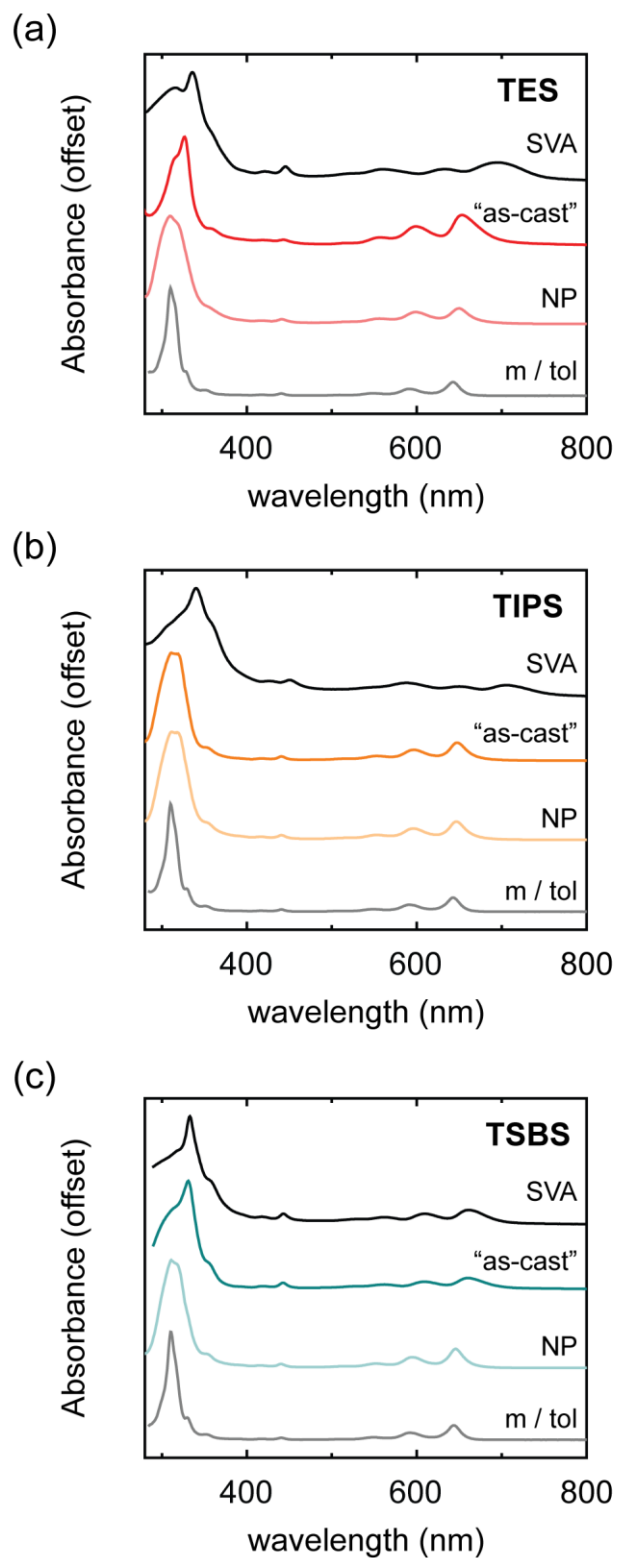 (a)
TES
SVA
“as-cast”
NP
m / tol
Absorbance (offset)
400
600
800
wavelength (nm)
(b)
TIPS
SVA
“as-cast”
NP
m / tol
Absorbance (offset)
400
600
800
wavelength (nm)
(c)
TSBS
SVA
“as-cast”
NP
m / tol
Absorbance (offset)
400
600
800
wavelength (nm)